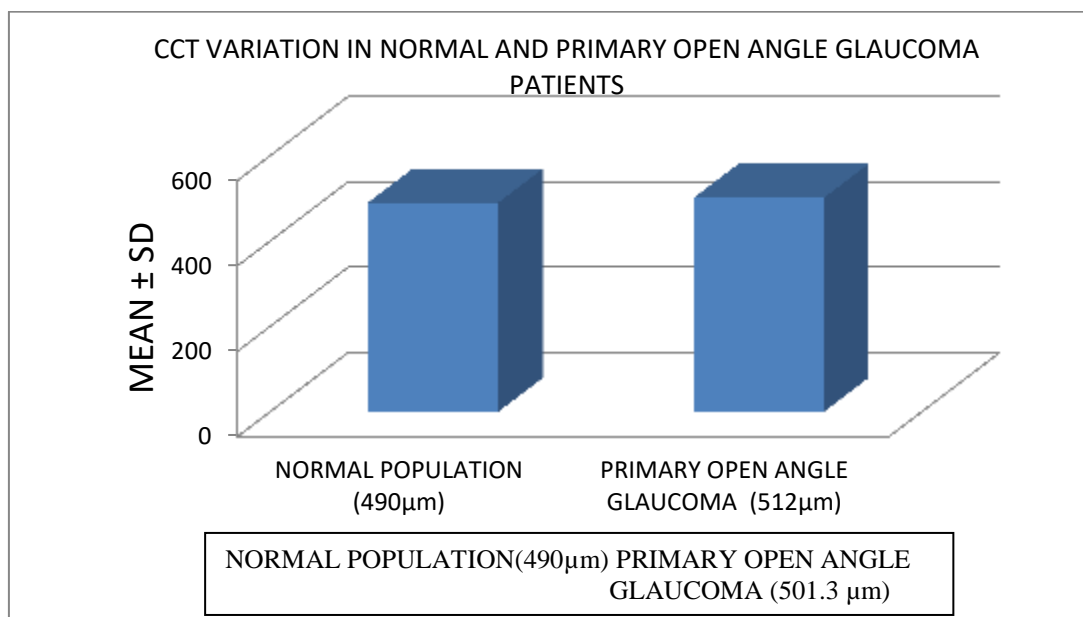 CCT VARIATION IN NORMAL AND PRIMARY OPEN ANGLE GLAUCOMA
PATIENTS
MEAN ± SD
600
400
200
0
NORMAL POPULATION
(490µm)
PRIMARY OPEN ANGLE
GLAUCOMA (512µm)
NORMAL POPULATION(490µm) PRIMARY OPEN ANGLE
GLAUCOMA (501.3 µm)